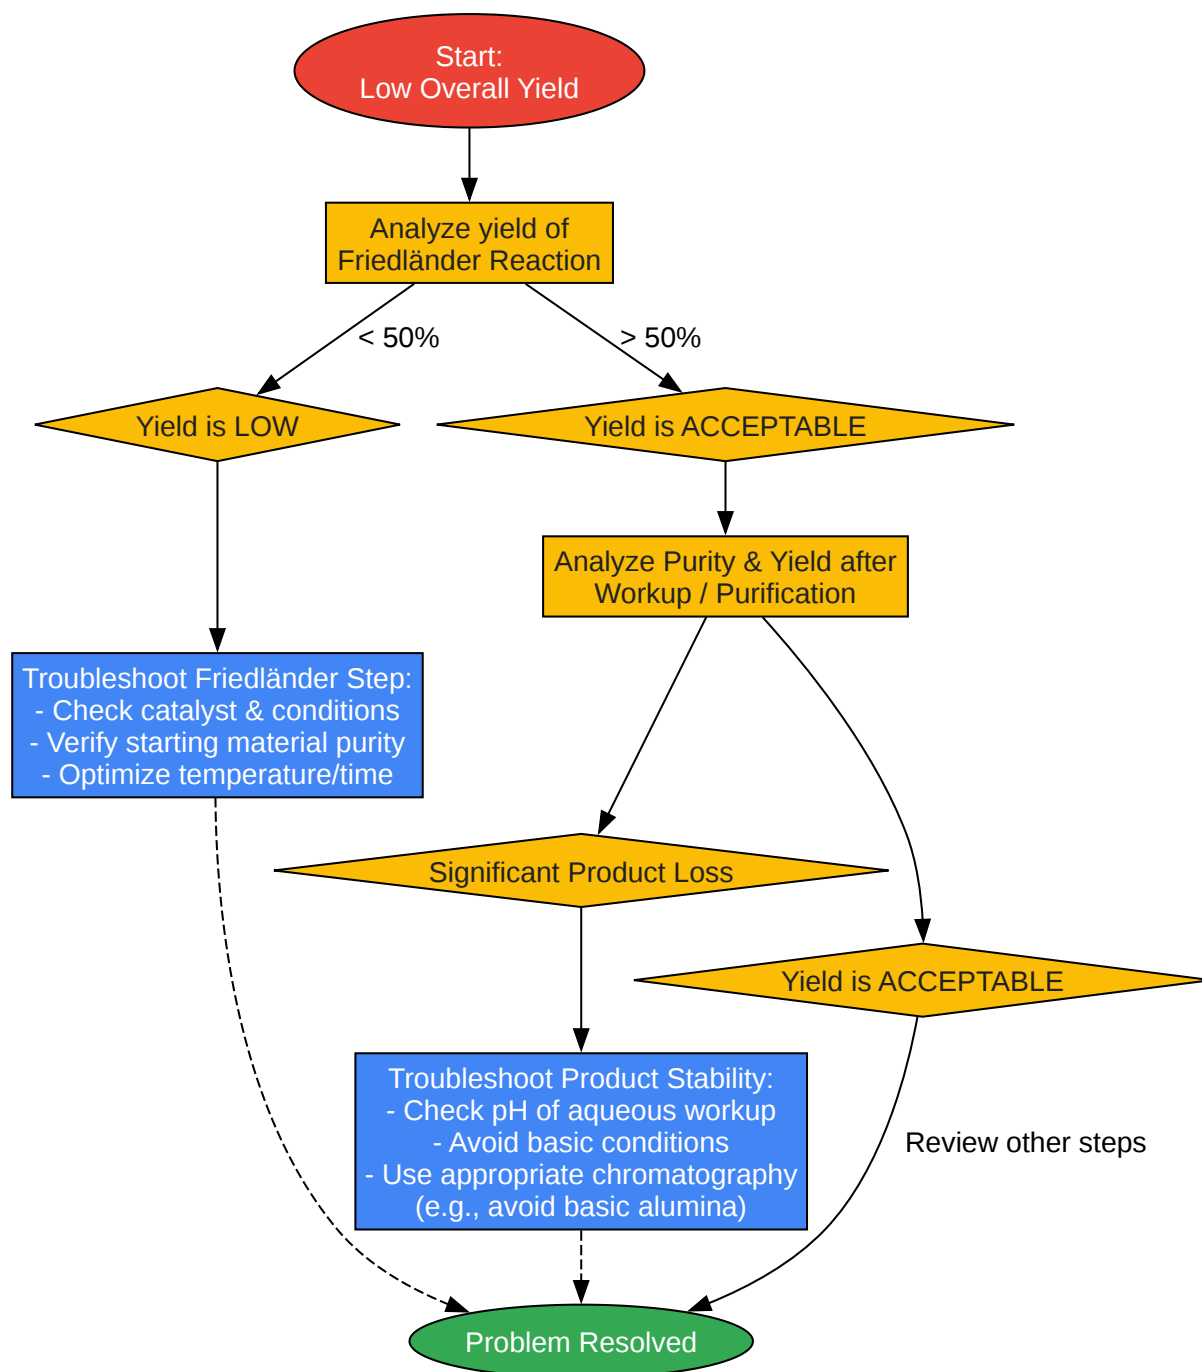 Start:
Low Overall Yield
Analyze yield of
Friedländer Reaction
< 50%
> 50%
Yield is LOW
Yield is ACCEPTABLE
Analyze Purity & Yield after
Workup / Purification
Troubleshoot Friedländer Step:
- Check catalyst & conditions
- Verify starting material purity
- Optimize temperature/time
Significant Product Loss
Yield is ACCEPTABLE
Troubleshoot Product Stability:
- Check pH of aqueous workup
- Avoid basic conditions
- Use appropriate chromatography
(e.g., avoid basic alumina)
Review other steps
Problem Resolved